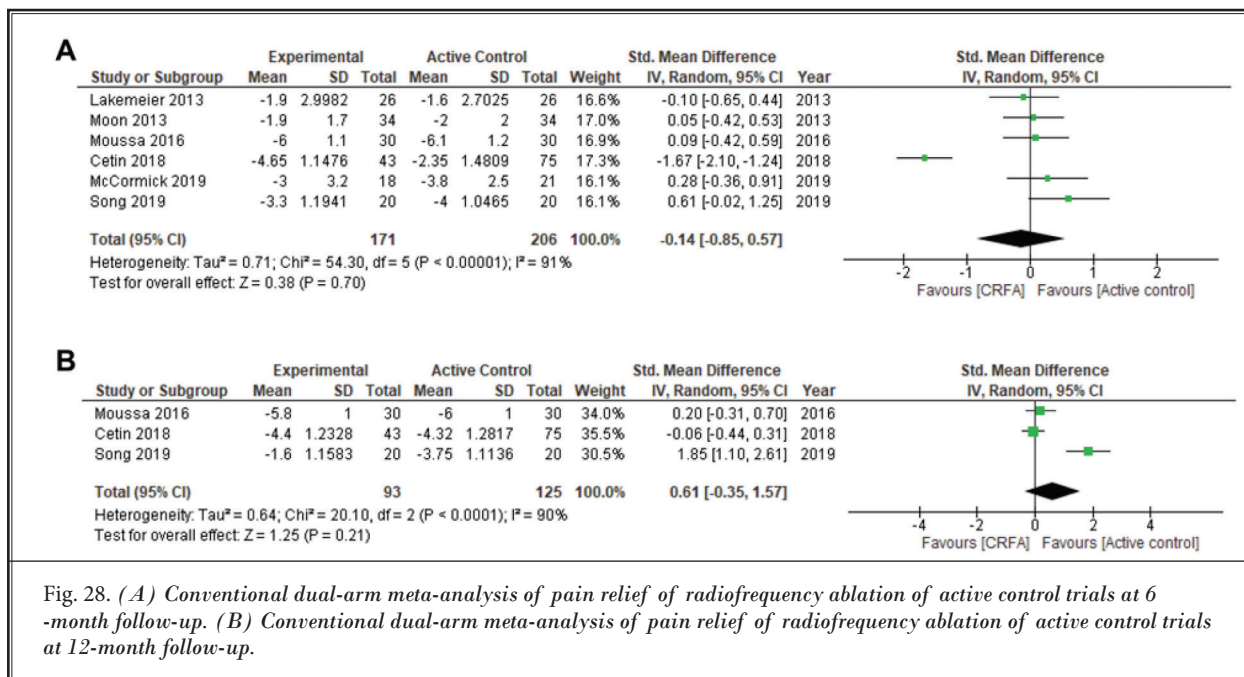 A
Experimental Active Control Std. Mean Difference Std. Mean Difference
Study or Subgroup Mean SD Total Mean SD Total Weight IV, Random, 95% CI Year IV, Random, 95% CI
Lakemeier 2013 -1.9 2.9982 26 -1.6 2.7025 26 16.6% -0.10 [-0.65, 0.44] 2013
Moon 2013 -1.9 1.7 34 -2 2 34 17.0% 0.05 [-0.42, 0.53] 2013
Moussa 2016 -6 1.1 30 -6.1 1.2 30 16.9% 0.09 [-0.42, 0.59] 2016
Cetin 2018 -4.65 1.1476 43 -2.35 1.4809 75 17.3% -1.67 [-2.10, -1.24] 2018
McCormick 2019 -3 3.2 18 -3.8 2.5 21 16.1% 0.28 [-0.36, 0.91] 2019
Song 2019 -3.3 1.1941 20 -4 1.0465 20 16.1% 0.61 [-0.02, 1.25] 2019
Total (95% CI) 171 206 100.0% -0.14 [-0.85, 0.57]
Heterogeneity: Tau² = 0.71; Chi² = 54.30, df = 5 (P < 0.00001); I² = 91%
Test for overall effect: Z = 0.38 (P = 0.70)
-2 -1 0 1 2
Favours [CRFA] Favours [Active control]
B
Experimental Active Control Std. Mean Difference Std. Mean Difference
Study or Subgroup Mean SD Total Mean SD Total Weight IV, Random, 95% CI Year IV, Random, 95% CI
Moussa 2016 -5.8 1 30 -6 1 30 34.0% 0.20 [-0.31, 0.70] 2016
Cetin 2018 -4.4 1.2328 43 -4.32 1.2817 75 35.5% -0.06 [-0.44, 0.31] 2018
Song 2019 -1.6 1.1583 20 -3.75 1.1136 20 30.5% 1.85 [1.10, 2.61] 2019
Total (95% CI) 93 125 100.0% 0.61 [-0.35, 1.57]
Heterogeneity: Tau² = 0.64; Chi² = 20.10, df = 2 (P < 0.0001); I² = 90%
Test for overall effect: Z = 1.25 (P = 0.21)
-4 -2 0 2 4
Favours [CRFA] Favours [Active control]
Fig. 28. (A) Conventional dual-arm meta-analysis of pain relief of radiofrequency ablation of active control trials at 6
-month follow-up. (B) Conventional dual-arm meta-analysis of pain relief of radiofrequency ablation of active control trials
at 12-month follow-up.